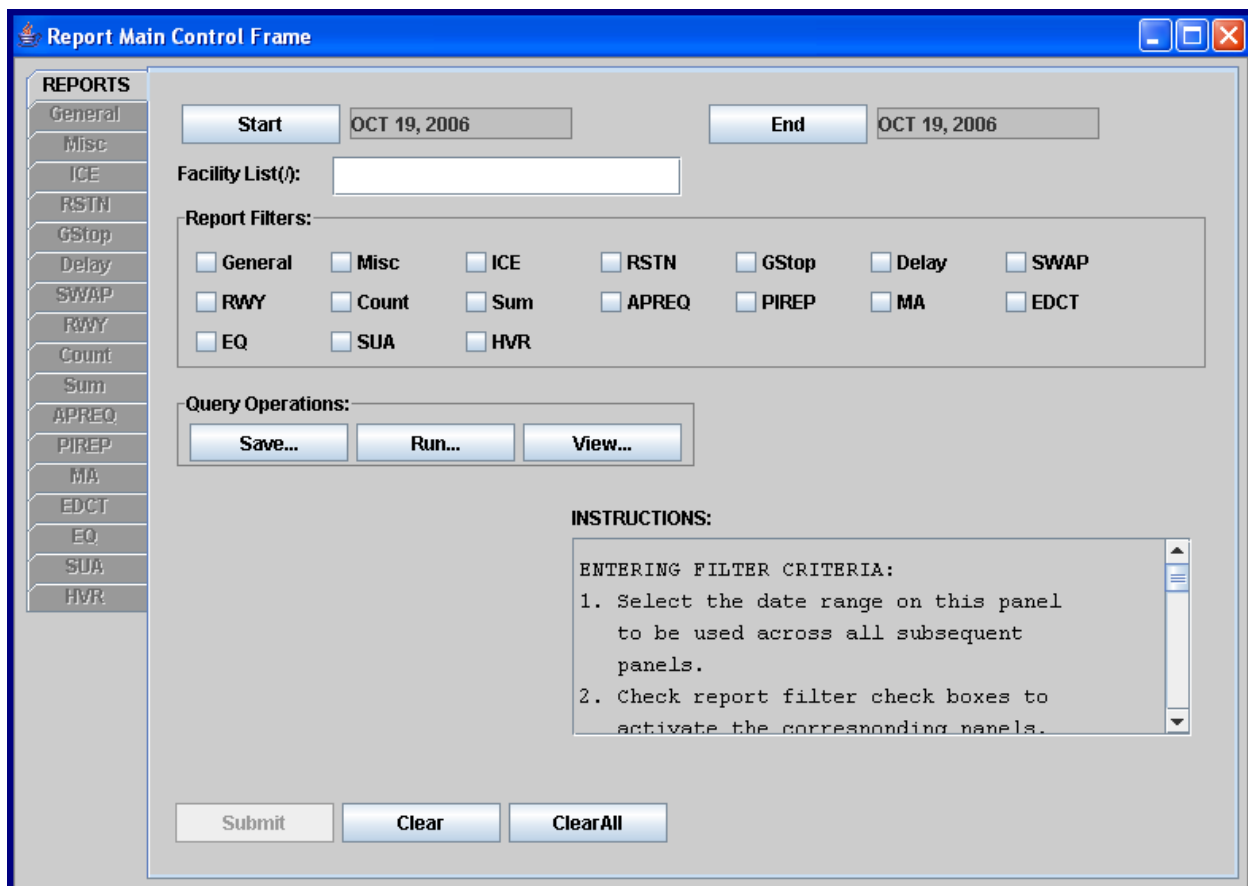 Report Main Control Frame
REPORTS
General
Misc
ICE
RSTN
GStop
Delay
SWAP
RWY
Count
Sum
APREQ
PIREP
MA
EDCT
EQ
SUA
HVR
Start OCT 19, 2006 End OCT 19, 2006
Facility List(/):
Report Filters:
General Misc ICE RSTN GStop Delay SWAP
RWY Count Sum APREQ PIREP MA EDCT
EQ SUA HVR
Query Operations:
Save... Run... View...
INSTRUCTIONS:
ENTERING FILTER CRITERIA:
1. Select the date range on this panel
to be used across all subsequent
panels.
2. Check report filter check boxes to
activate the corresponding panels.
Submit Clear ClearAll